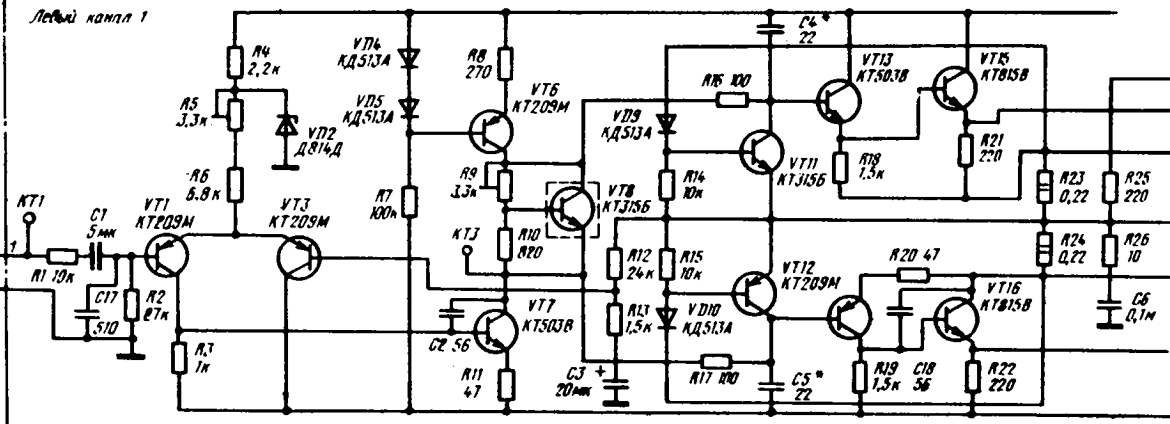 Левый канал 1
R4
2,2к
R5
3,3к
VD2
Д814Д
R6
6,8к
КТ1
1
R1 10к
C1
5мк
VT1
КТ209М
VT3
КТ209М
C17
510
R2
27к
R3
1к
VD4
КД513А
VD5
КД513А
R7
100к
R8
270
VT6
КТ209М
R9
3,3к
VT8
КТ315Б
R10
820
КТ3
VT7
КТ503В
C2 56
R11
47
R12
24к
R13
1,5к
C3
20мк
+
C4*
22
R16 100
VD9
КД513А
R14
10к
VT11
КТ315Б
R15
10к
VD10
КД513А
VT12
КТ209М
R17 100
C5*
22
VT13
КТ503В
VT15
КТ815В
R18
1,5к
R21
220
R23
0,22
R24
0,22
R25
220
R26
10
C6
0,1м
R20 47
VT16
КТ815В
R19
1,5к
C18
56
R22
220